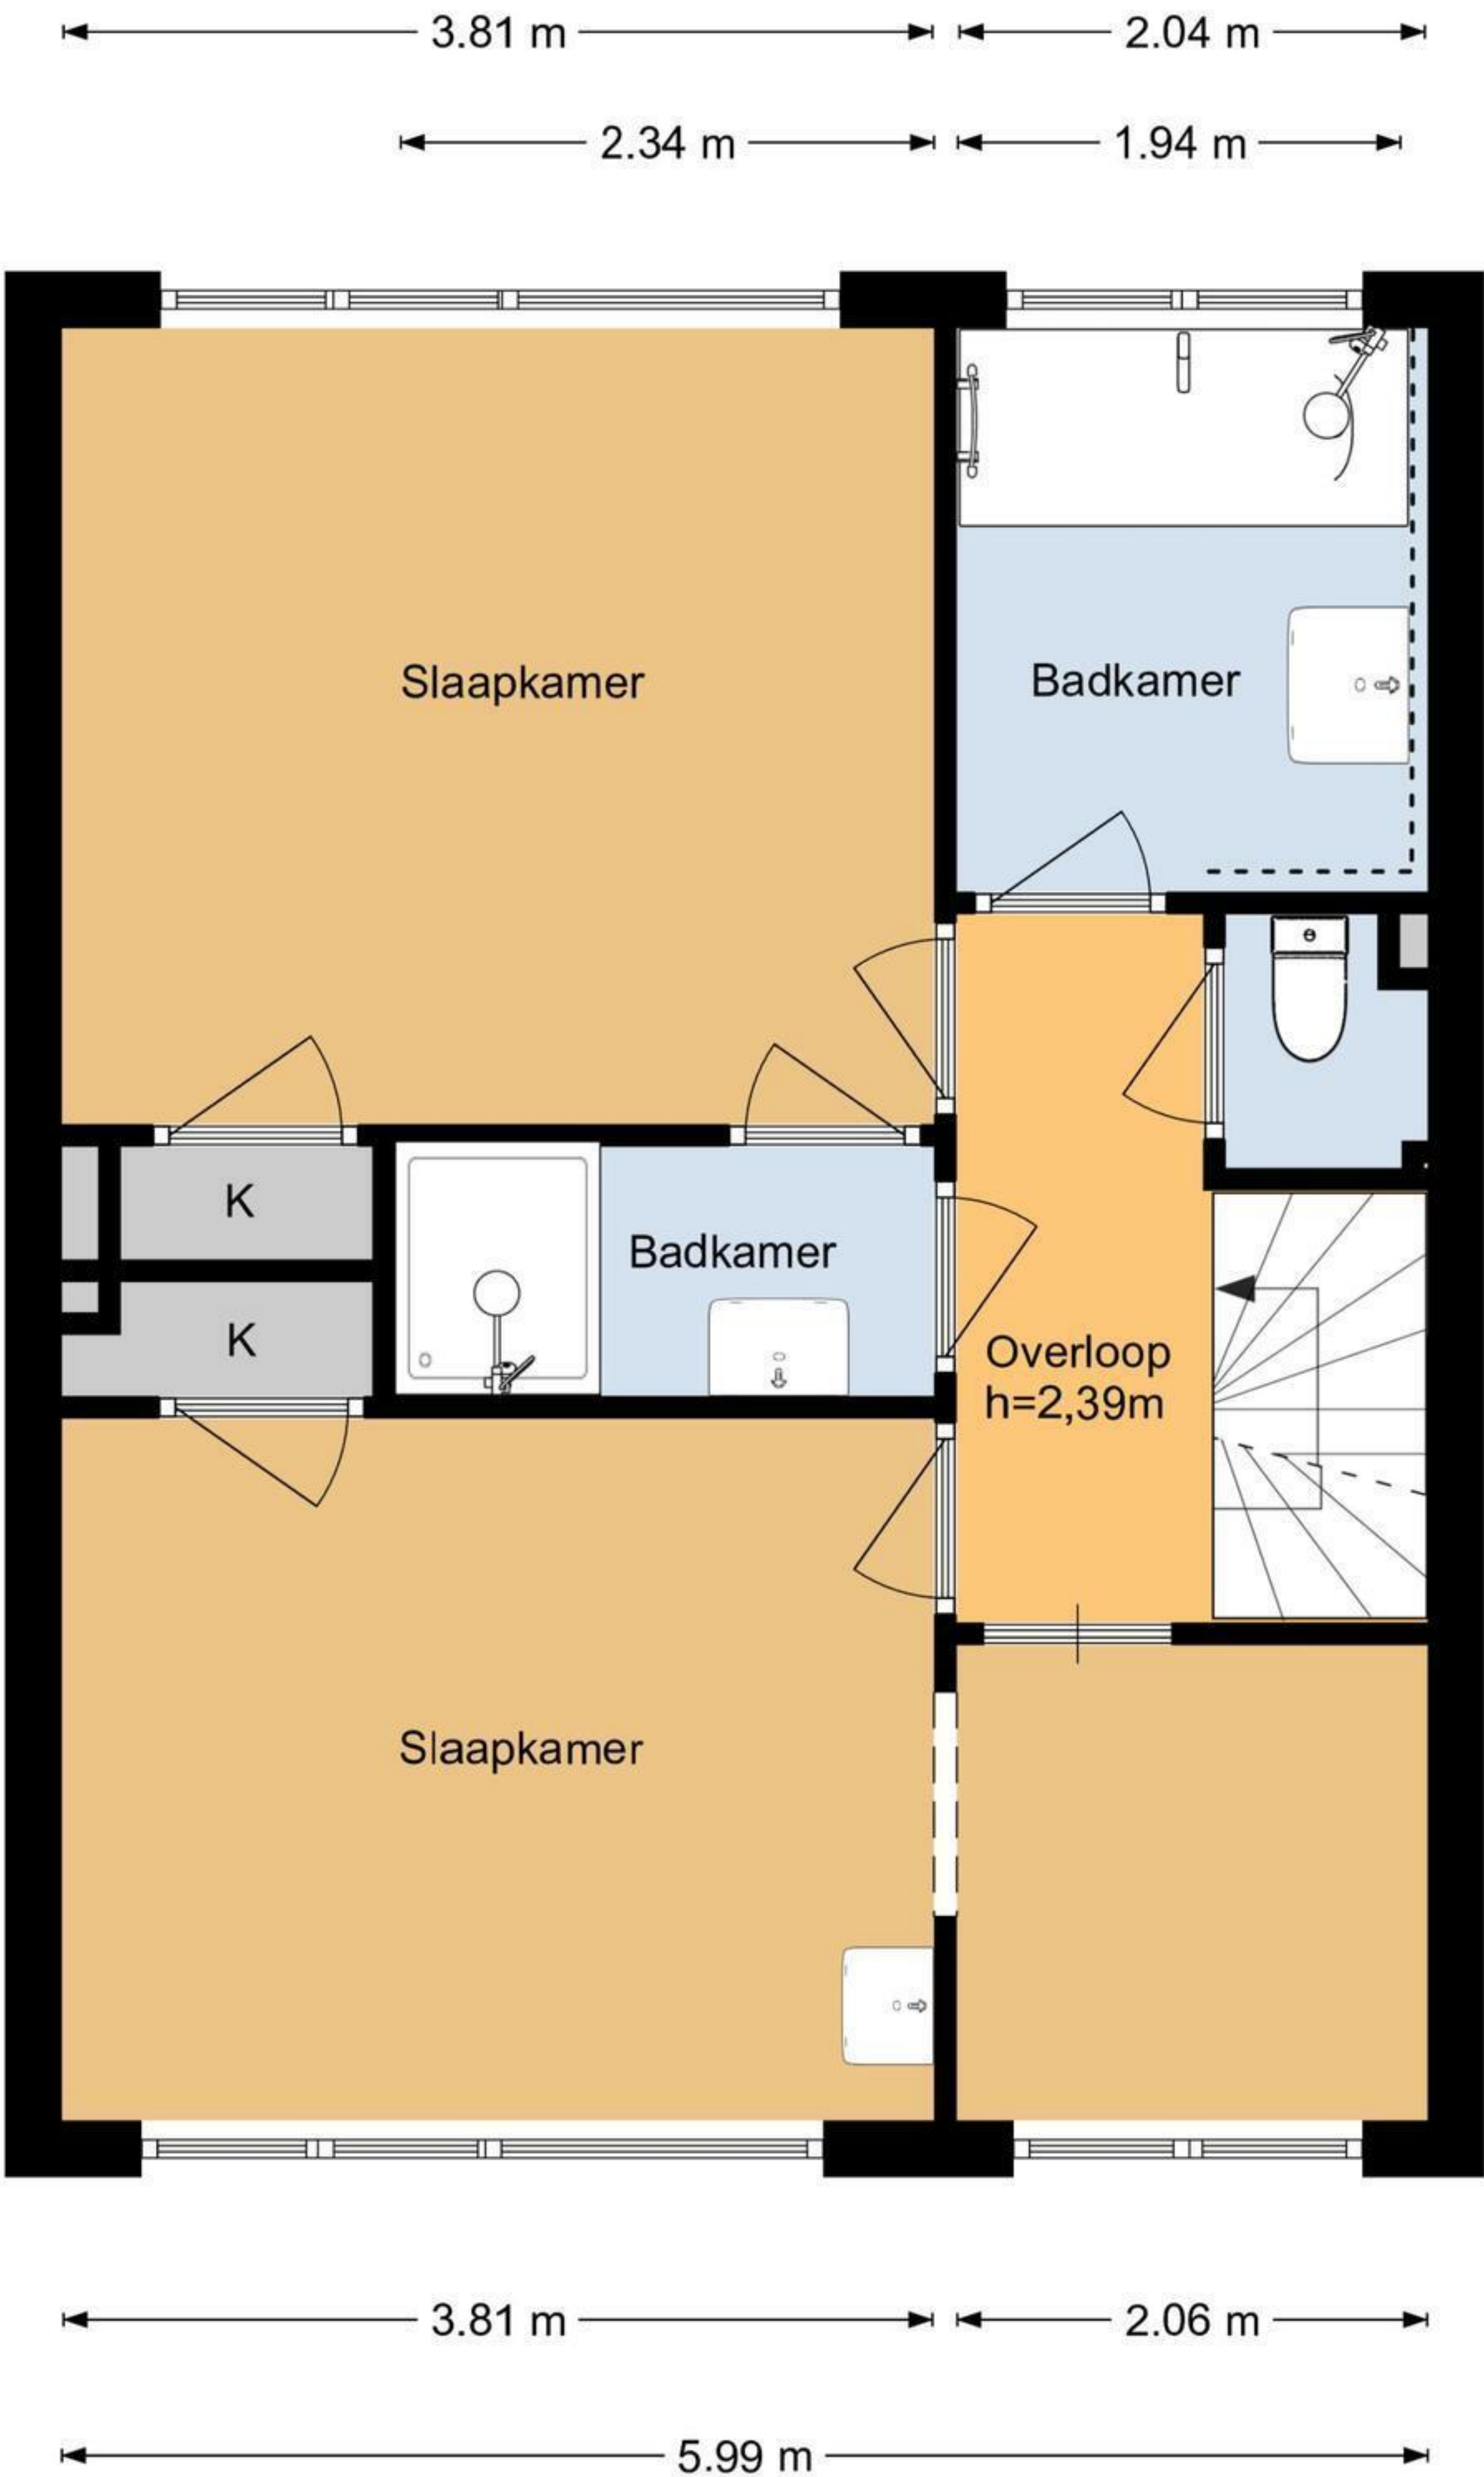 3.81 m
2.04 m
2.34 m
1.94 m
Slaapkamer
Badkamer
K
Badkamer
K
Overloop
h=2,39m
Slaapkamer
3.81 m
2.06 m
5.99 m